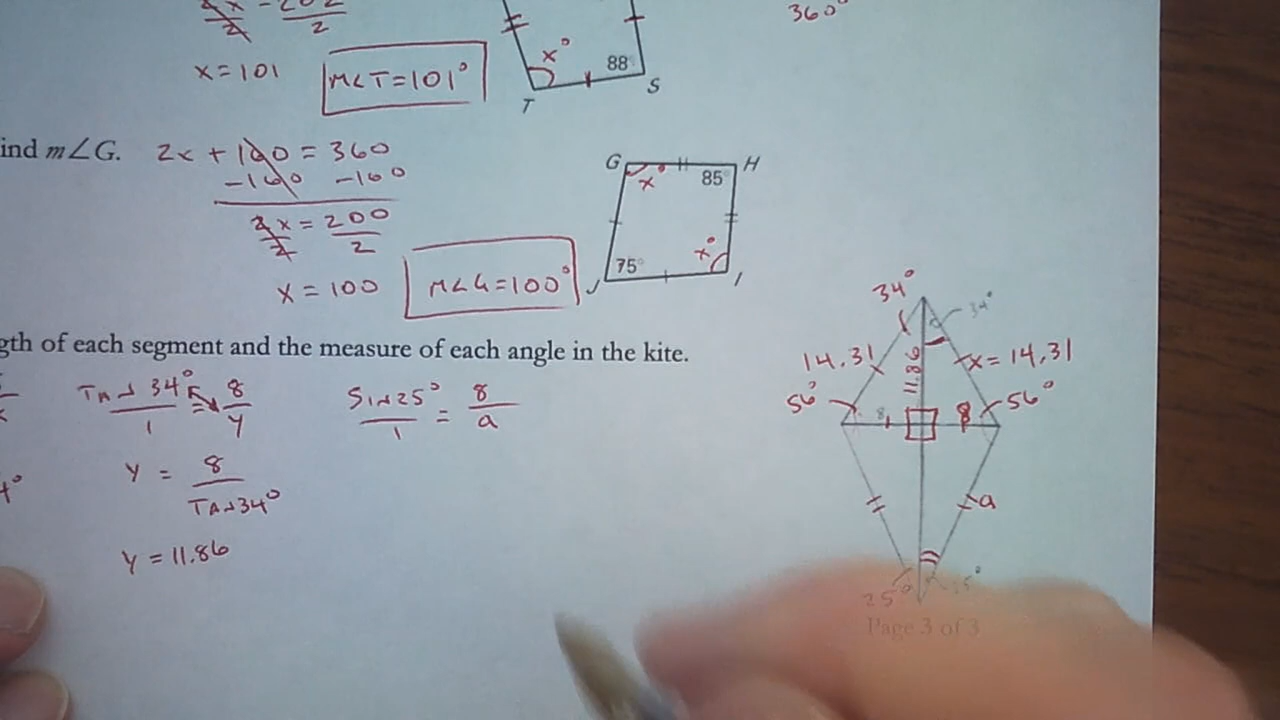 2
x = 101
m∠T = 101°
x°
88°
T
S
360°
ind m∠G.
2x + 160 = 360
-160 -160
2x = 200
2 2
x = 100
m∠G = 100°
G
H
x°
85
75°
x°
J
I
gth of each segment and the measure of each angle in the kite.
Tan 34° = 8
1 y
y = 8
Tan 34°
y = 11.86
Sin 25° = 8
1 a
34°
34°
14.31
11.86
x = 14.31
56°
8
8
56°
a
25°
Page 3 of 3